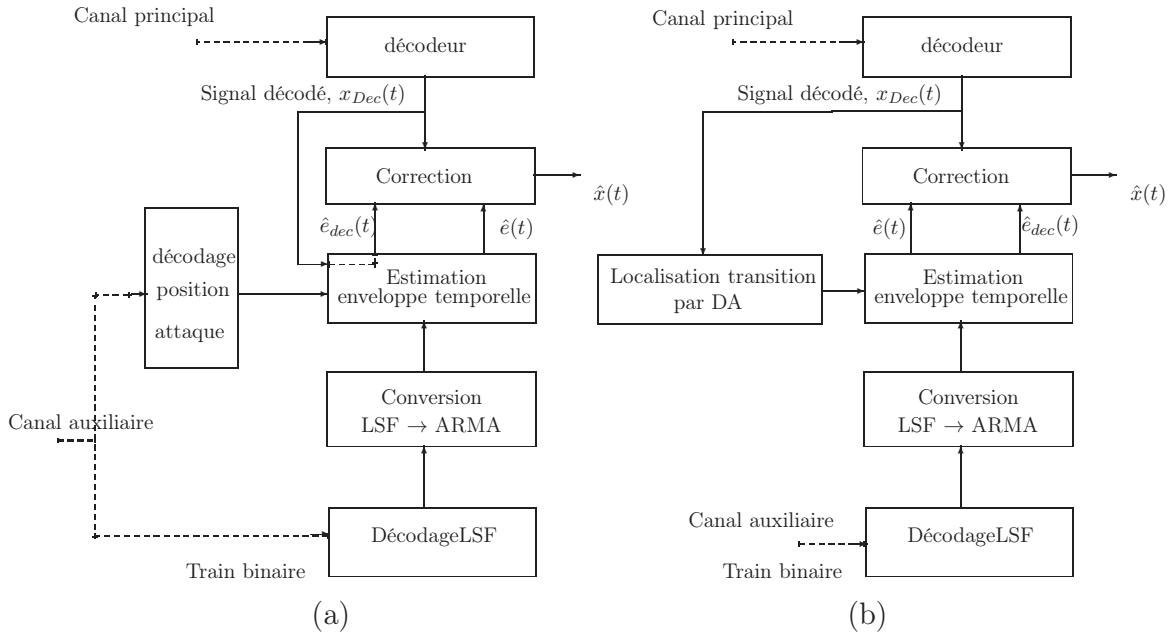 Canal principal
décodeur
Signal décodé, x_{Dec}(t)
Correction
\hat{x}(t)
\hat{e}_{dec}(t)
\hat{e}(t)
décodage
position
attaque
Estimation
enveloppe temporelle
Conversion
LSF → ARMA
Canal auxiliaire
DécodageLSF
Train binaire
(a)
Canal principal
décodeur
Signal décodé, x_{Dec}(t)
Correction
\hat{x}(t)
\hat{e}(t)
\hat{e}_{dec}(t)
Localisation transition
par DA
Estimation
enveloppe temporelle
Conversion
LSF → ARMA
Canal auxiliaire
DécodageLSF
Train binaire
(b)